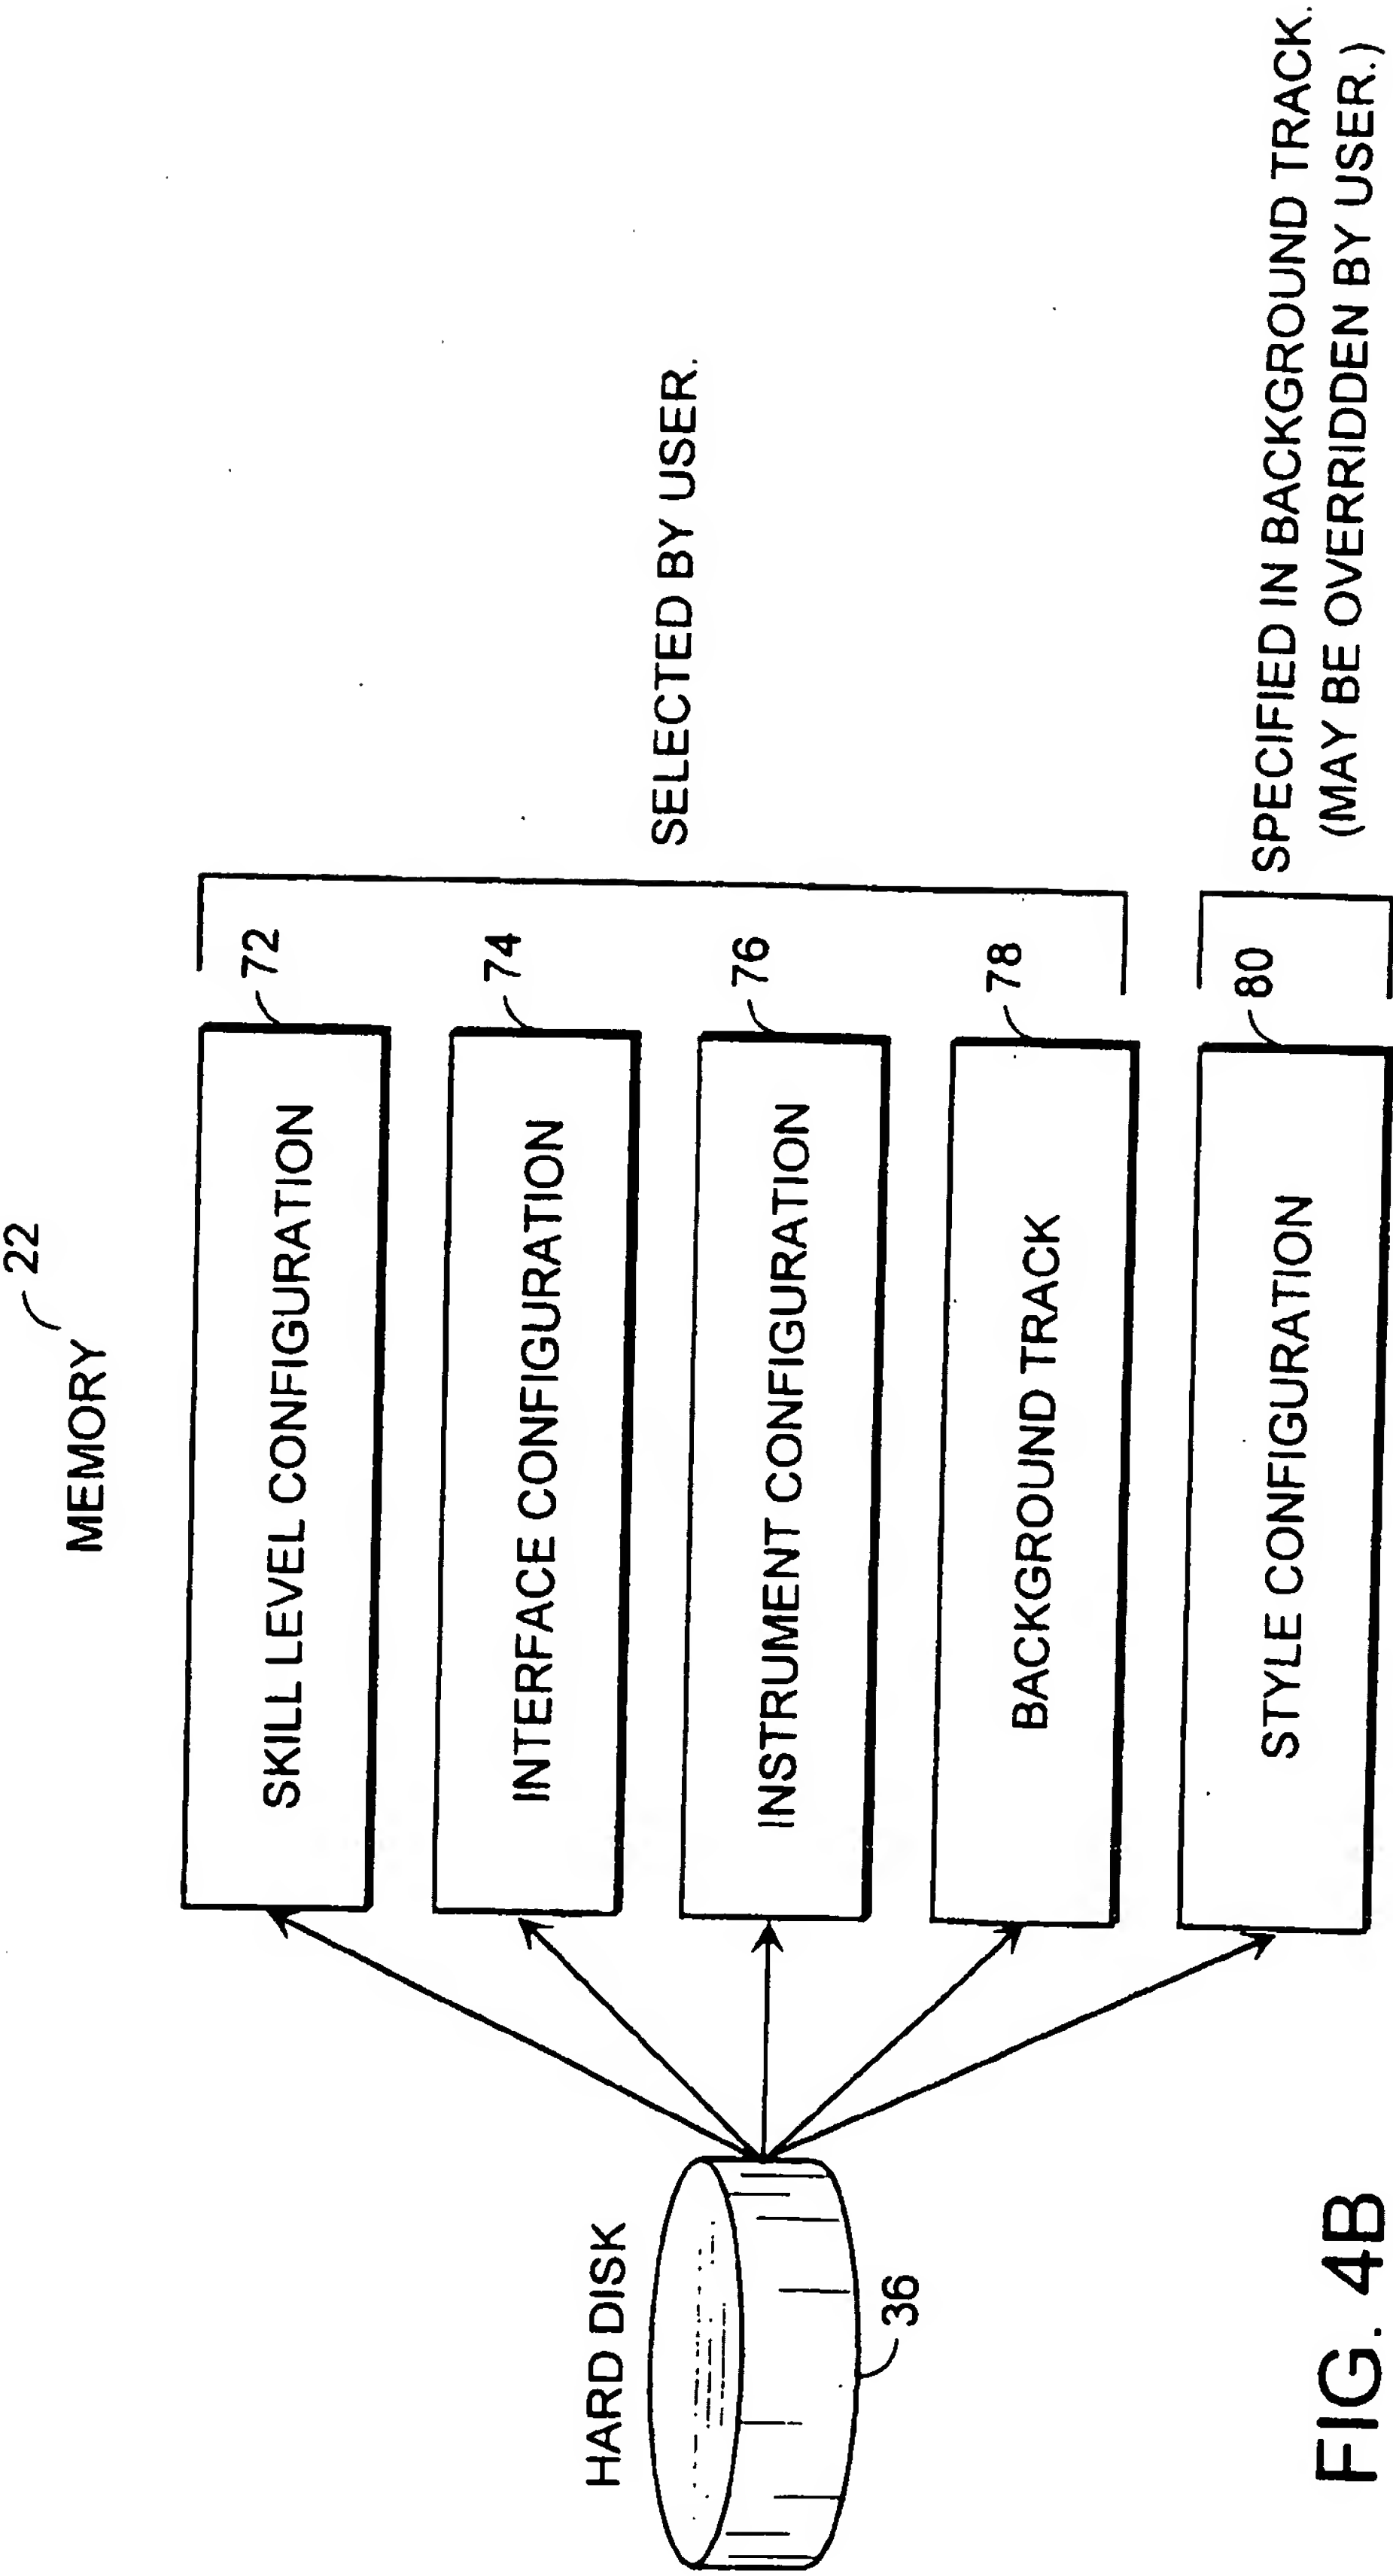 MEMORY
22
SKILL LEVEL CONFIGURATION
72
INTERFACE CONFIGURATION
74
SELECTED BY USER.
HARD DISK
36
INSTRUMENT CONFIGURATION
76
BACKGROUND TRACK
78
STYLE CONFIGURATION
80
SPECIFIED IN BACKGROUND TRACK.
(MAY BE OVERRIDDEN BY USER.)
FIG. 4B